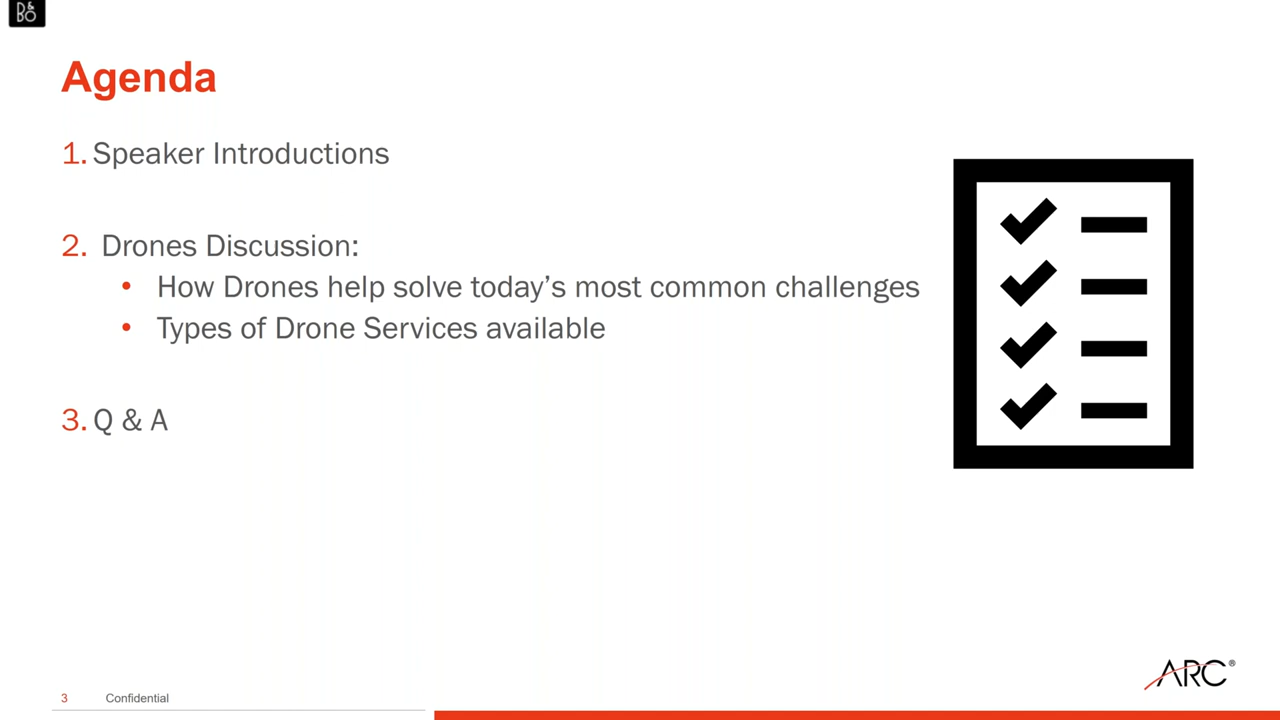 D&BO
Agenda
1. Speaker Introductions
2. Drones Discussion:
• How Drones help solve today’s most common challenges
• Types of Drone Services available
3. Q & A
ARC®
3 Confidential